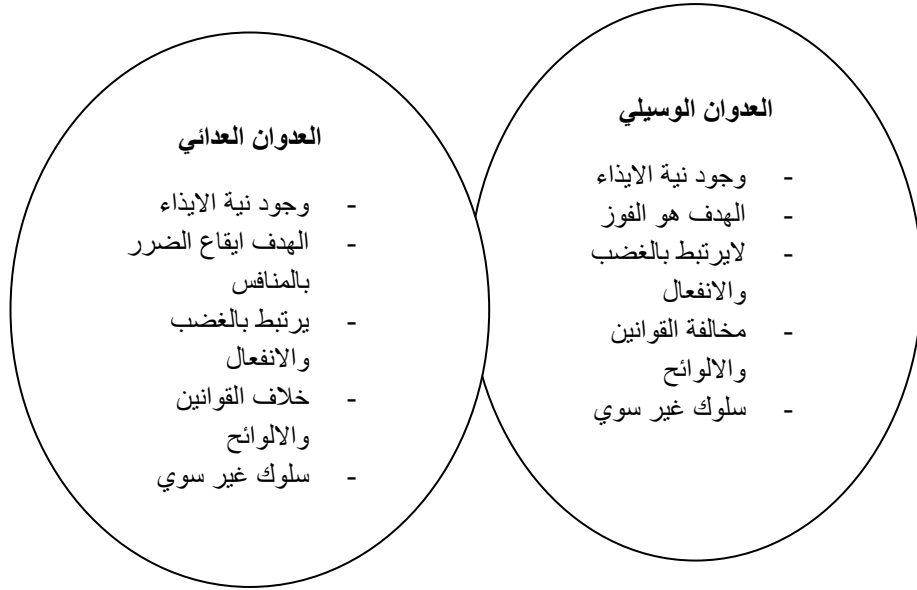 العدوان الوسيلي
- وجود نية الايذاء
- الهدف هو الفوز
- لايرتبط بالغضب
والانفعال
- مخالفة القوانين
والالوائح
- سلوك غير سوي
العدوان العدائي
- وجود نية الايذاء
- الهدف ايقاع الضرر
بالمنافس
- يرتبط بالغضب
والانفعال
- خلاف القوانين
والالوائح
- سلوك غير سوي